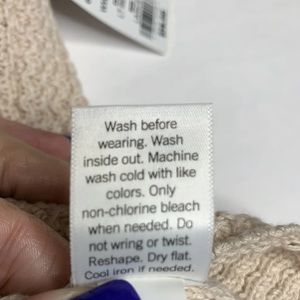 Wash before
wearing. Wash
inside out. Machine
wash cold with like
colors. Only
non-chlorine bleach
when needed. Do
not wring or twist.
Reshape. Dry flat.
Cool iron if needed.